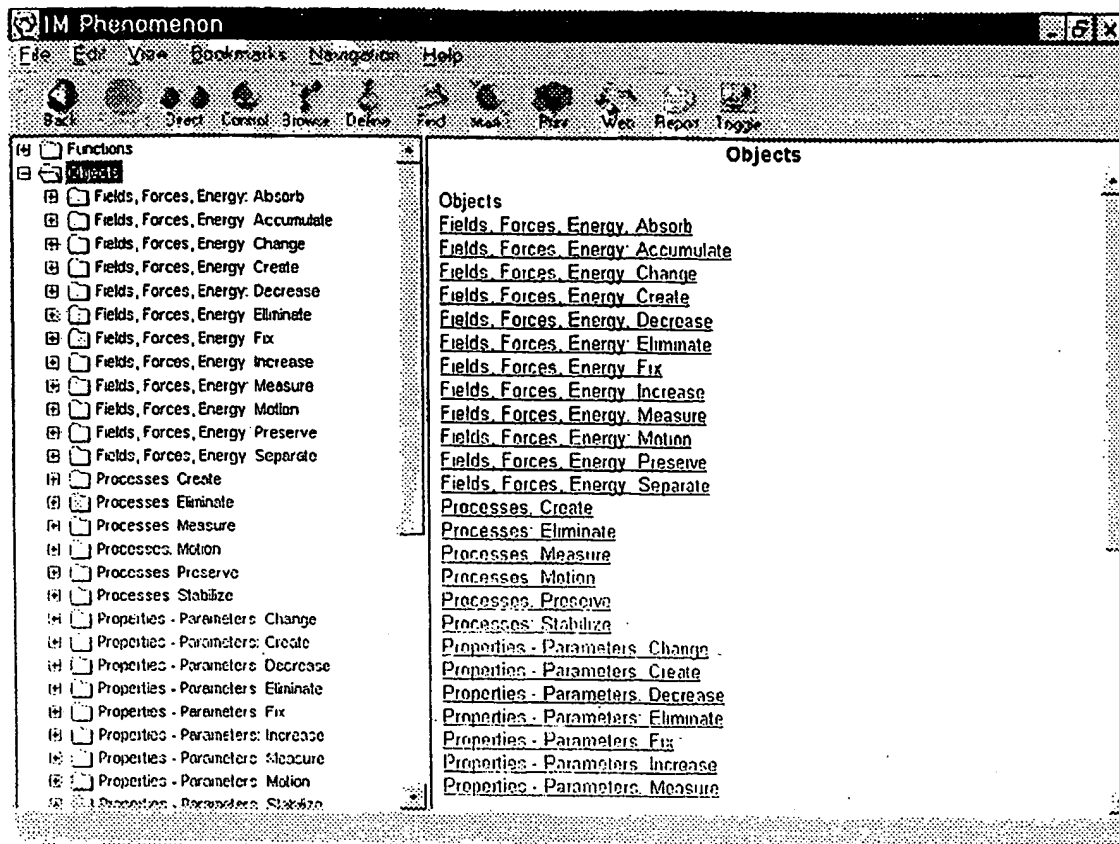 IM Phenomenon
File Edit View Bookmarks Navigation Help
Back Direct Control Browse Define Find Mark Print Web Report Toggle
Functions
Objects
Fields, Forces, Energy: Absorb
Fields, Forces, Energy Accumulate
Fields, Forces, Energy Change
Fields, Forces, Energy Create
Fields, Forces, Energy: Decrease
Fields, Forces, Energy Eliminate
Fields, Forces, Energy Fix
Fields, Forces, Energy Increase
Fields, Forces, Energy Measure
Fields, Forces, Energy Motion
Fields, Forces, Energy Preserve
Fields, Forces, Energy Separate
Processes Create
Processes Eliminate
Processes Measure
Processes. Motion
Processes Preserve
Processes Stabilize
Properties - Parameters Change
Properties - Parameters: Create
Properties - Parameters Decrease
Properties - Parameters Eliminate
Properties - Parameters Fix
Properties - Parameters: Increase
Properties - Parameters Measure
Properties - Parameters Motion
Properties - Parameters Stabilize
Objects
Objects
Fields, Forces, Energy. Absorb
Fields, Forces, Energy: Accumulate
Fields, Forces, Energy Change
Fields, Forces, Energy Create
Fields, Forces, Energy. Decrease
Fields, Forces, Energy: Eliminate
Fields, Forces, Energy Fix
Fields, Forces, Energy Increase
Fields, Forces, Energy. Measure
Fields, Forces, Energy: Motion
Fields, Forces, Energy Preserve
Fields, Forces, Energy Separate
Processes. Create
Processes: Eliminate
Processes Measure
Processes Motion
Processes. Preserve
Processes: Stabilize
Properties - Parameters Change
Properties - Parameters Create
Properties - Parameters. Decrease
Properties - Parameters: Eliminate
Properties - Parameters Fix
Properties - Parameters Increase
Properties - Parameters. Measure